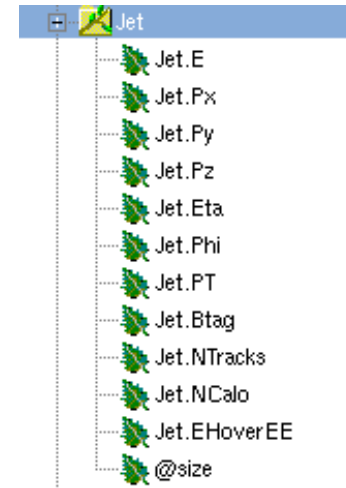 Jet
Jet.E
Jet.Px
Jet.Py
Jet.Pz
Jet.Eta
Jet.Phi
Jet.PT
Jet.Btag
Jet.NTracks
Jet.NCalo
Jet.EHoverEE
@size